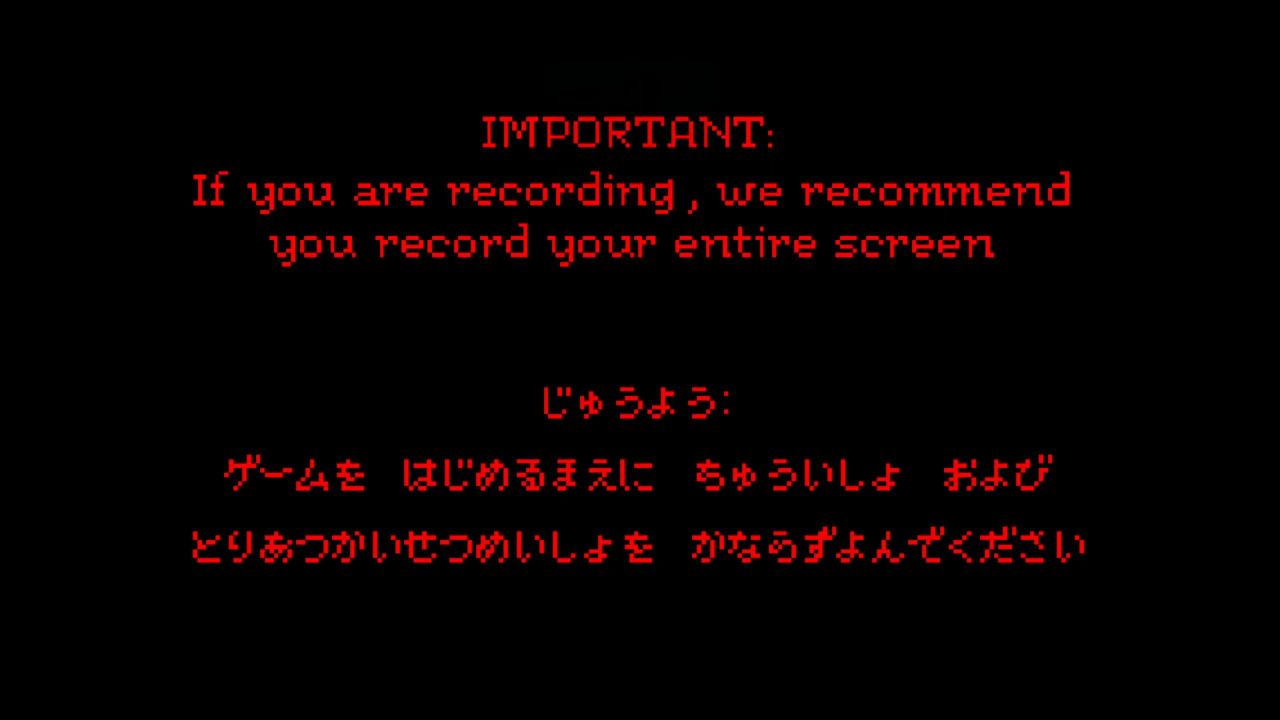 IMPORTANT:
If you are recording, we recommend
you record your entire screen
じゅうよう:
ゲームを はじめるまえに ちゅういしょ および
とりあつかいせつめいしょを かならずよんでください